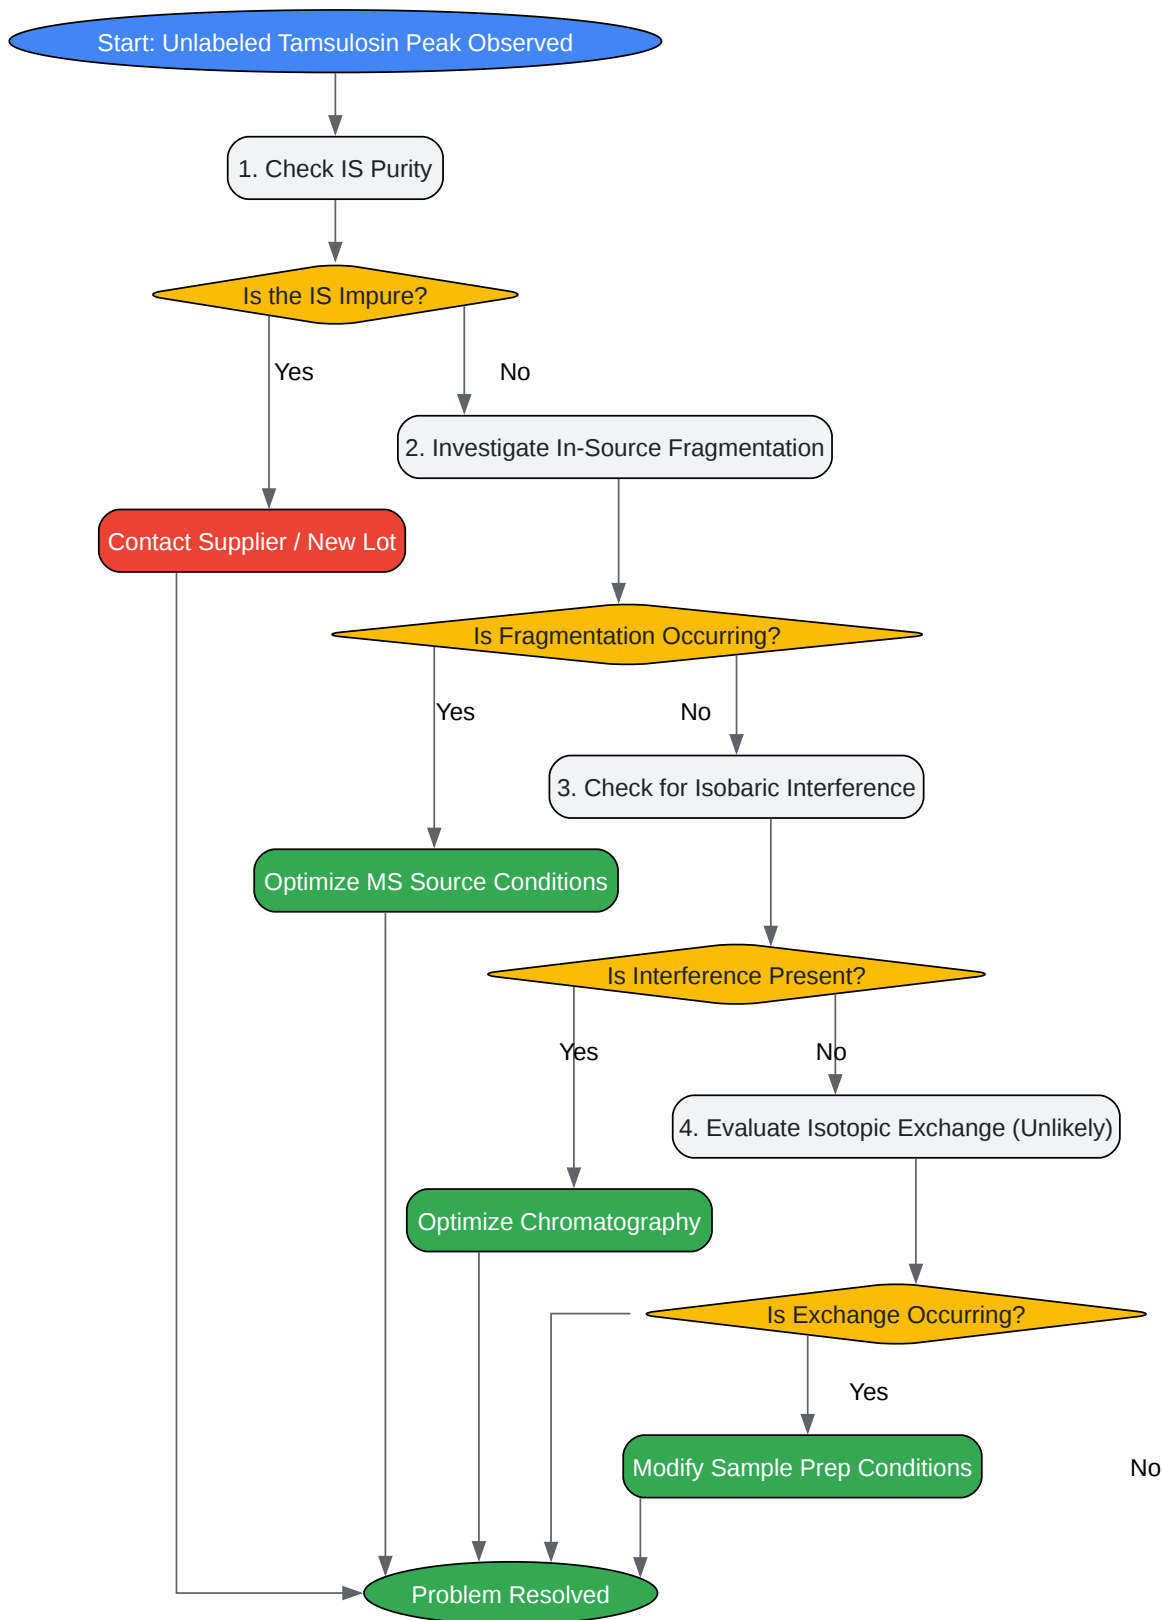 Start: Unlabeled Tamsulosin Peak Observed
1. Check IS Purity
Is the IS Impure?
Yes
No
2. Investigate In-Source Fragmentation
Contact Supplier / New Lot
Is Fragmentation Occurring?
Yes
No
3. Check for Isobaric Interference
Optimize MS Source Conditions
Is Interference Present?
Yes
No
4. Evaluate Isotopic Exchange (Unlikely)
Optimize Chromatography
Is Exchange Occurring?
Yes
Modify Sample Prep Conditions
No
Problem Resolved